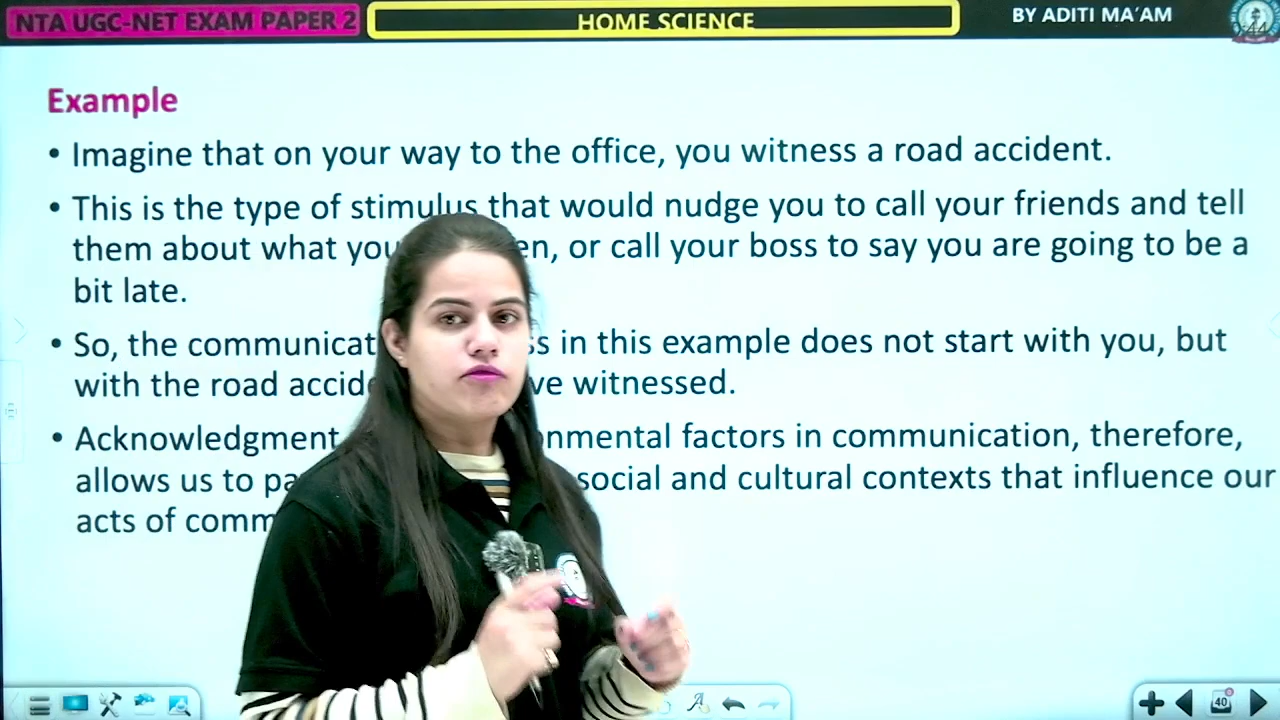 NTA UGC-NET EXAM PAPER 2
HOME SCIENCE
BY ADITI MA'AM
Example
• Imagine that on your way to the office, you witness a road accident.
• This is the type of stimulus that would nudge you to call your friends and tell
them about what you en, or call your boss to say you are going to be a
bit late.
• So, the communicat ss in this example does not start with you, but
with the road accide ve witnessed.
• Acknowledgment onmental factors in communication, therefore,
allows us to pa social and cultural contexts that influence our
acts of comm
40